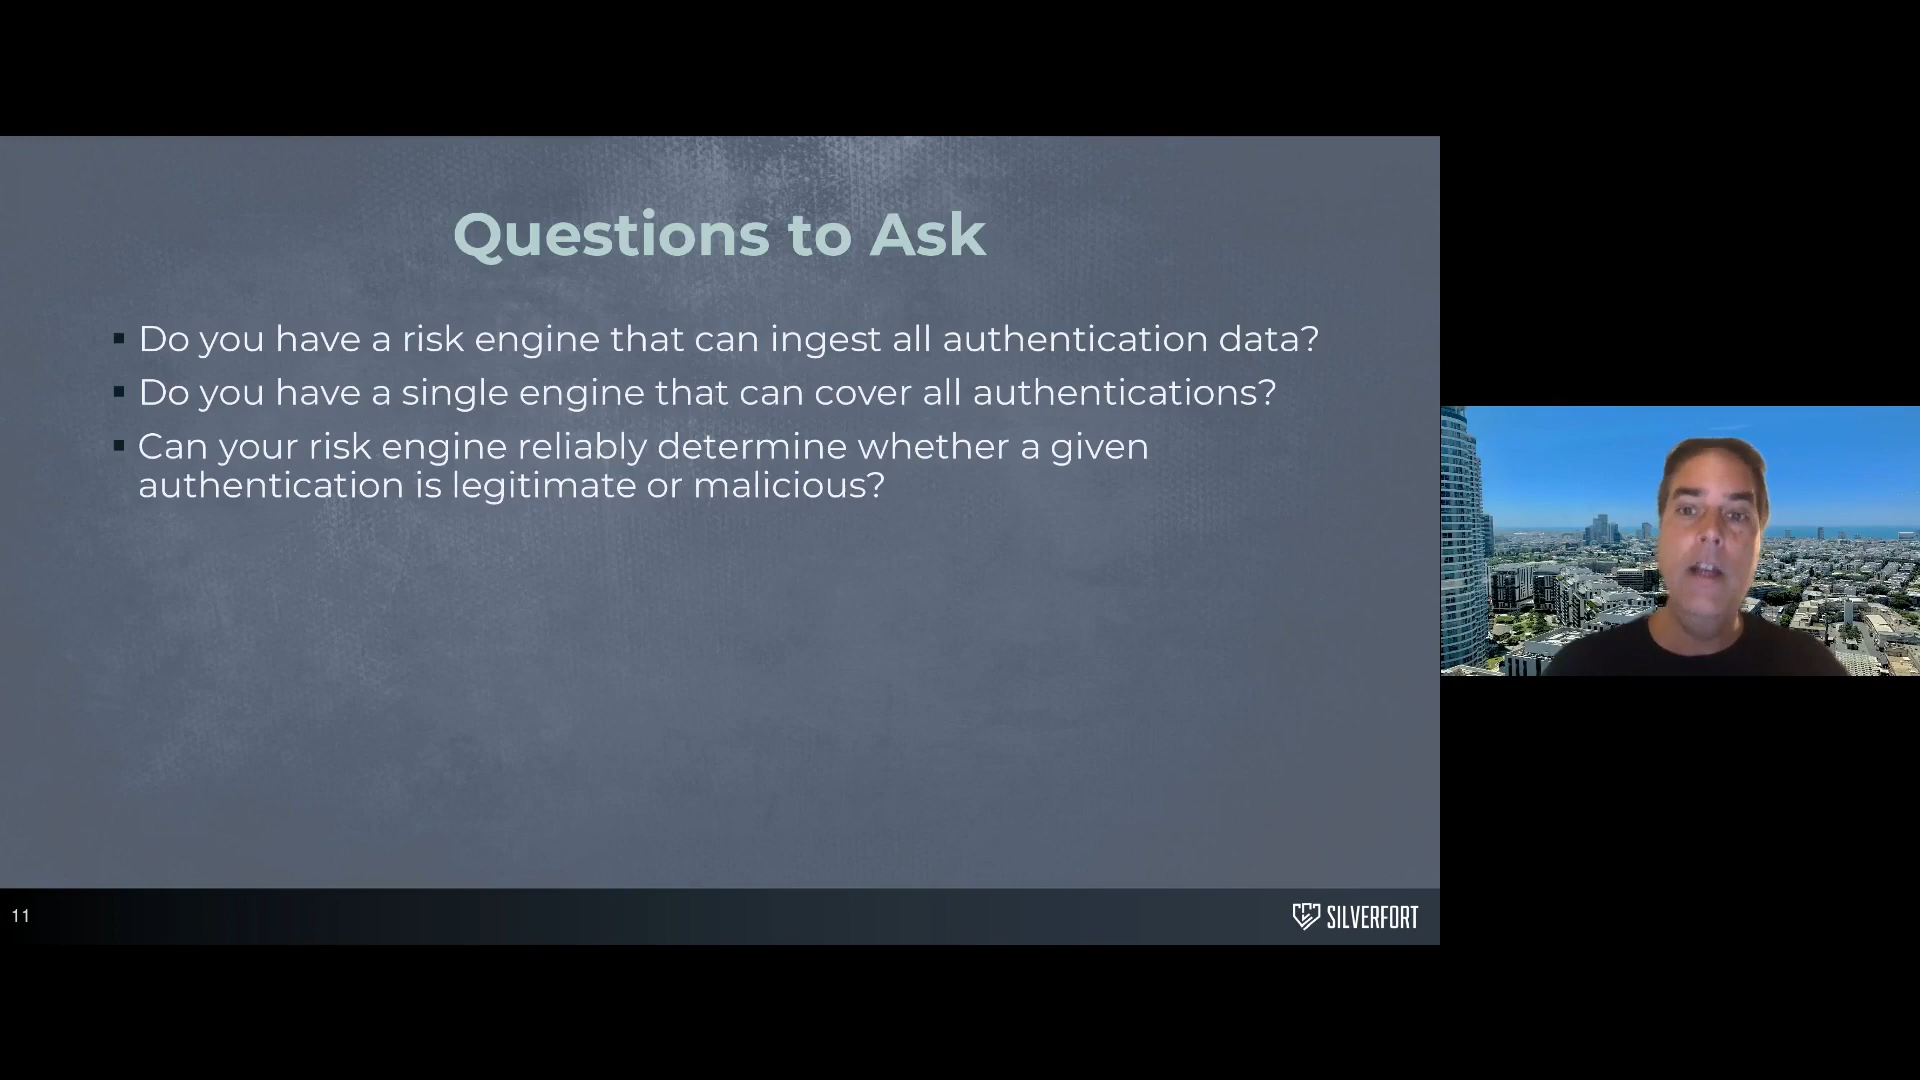 Questions to Ask
▪ Do you have a risk engine that can ingest all authentication data?
▪ Do you have a single engine that can cover all authentications?
▪ Can your risk engine reliably determine whether a given
authentication is legitimate or malicious?
11
SILVERFORT